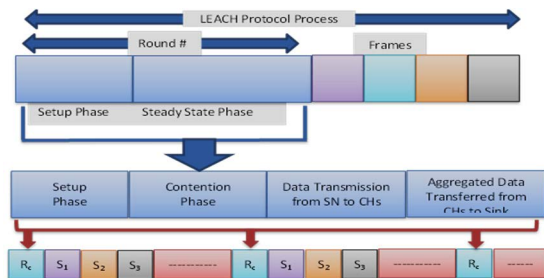 LEACH Protocol Process
Round #
Frames
Setup Phase
Steady State Phase
Setup
Phase
Contention
Phase
Data Transmission
from SN to CHs
Aggregated Data
Transferred from
CHs to Sink
Rc S1 S2 S3 ---------- Rc S1 S2 S3 ---------- Rc ------